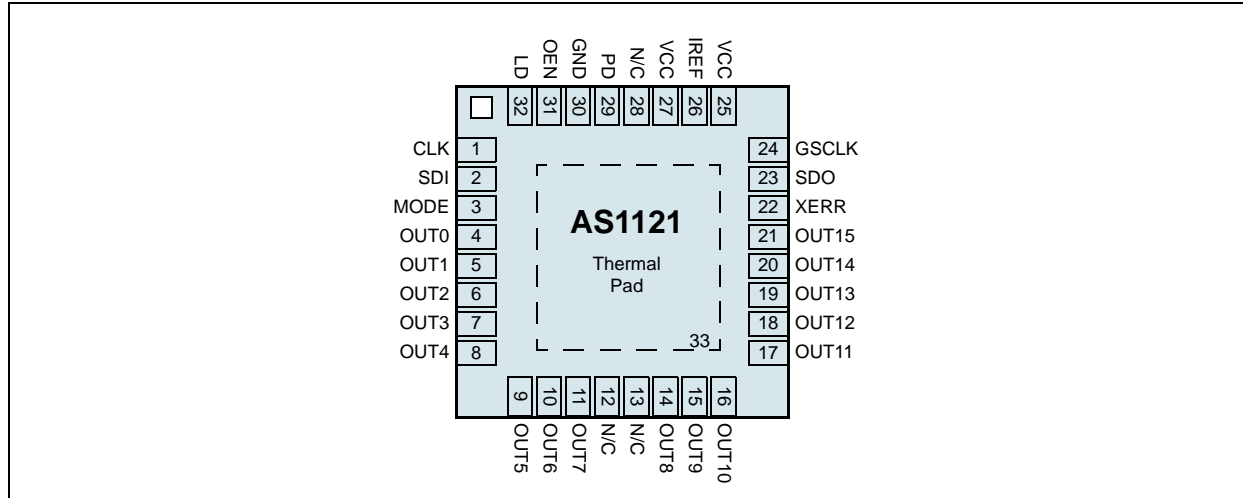 LD OEN GND PD N/C VCC IREF VCC
32 31 30 29 28 27 26 25
CLK 1
SDI 2
MODE 3
OUT0 4
OUT1 5
OUT2 6
OUT3 7
OUT4 8
AS1121
Thermal
Pad
33
24 GSCLK
23 SDO
22 XERR
21 OUT15
20 OUT14
19 OUT13
18 OUT12
17 OUT11
9 10 11 12 13 14 15 16
OUT5 OUT6 OUT7 N/C N/C OUT8 OUT9 OUT10